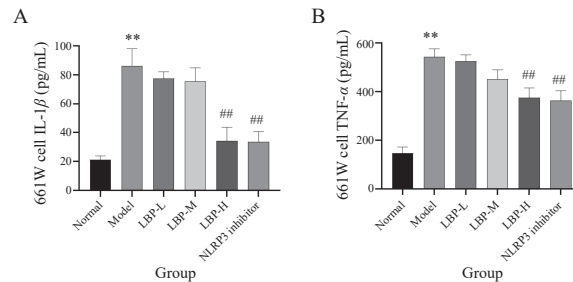 A
661W cell IL-1β (pg/mL)
100
80
60
40
20
0
**
##
##
Normal
Model
LBP-L
LBP-M
LBP-H
NLRP3 inhibitor
Group
B
661W cell TNF-α (pg/mL)
600
400
200
0
**
##
##
Normal
Model
LBP-L
LBP-M
LBP-H
NLRP3 inhibitor
Group